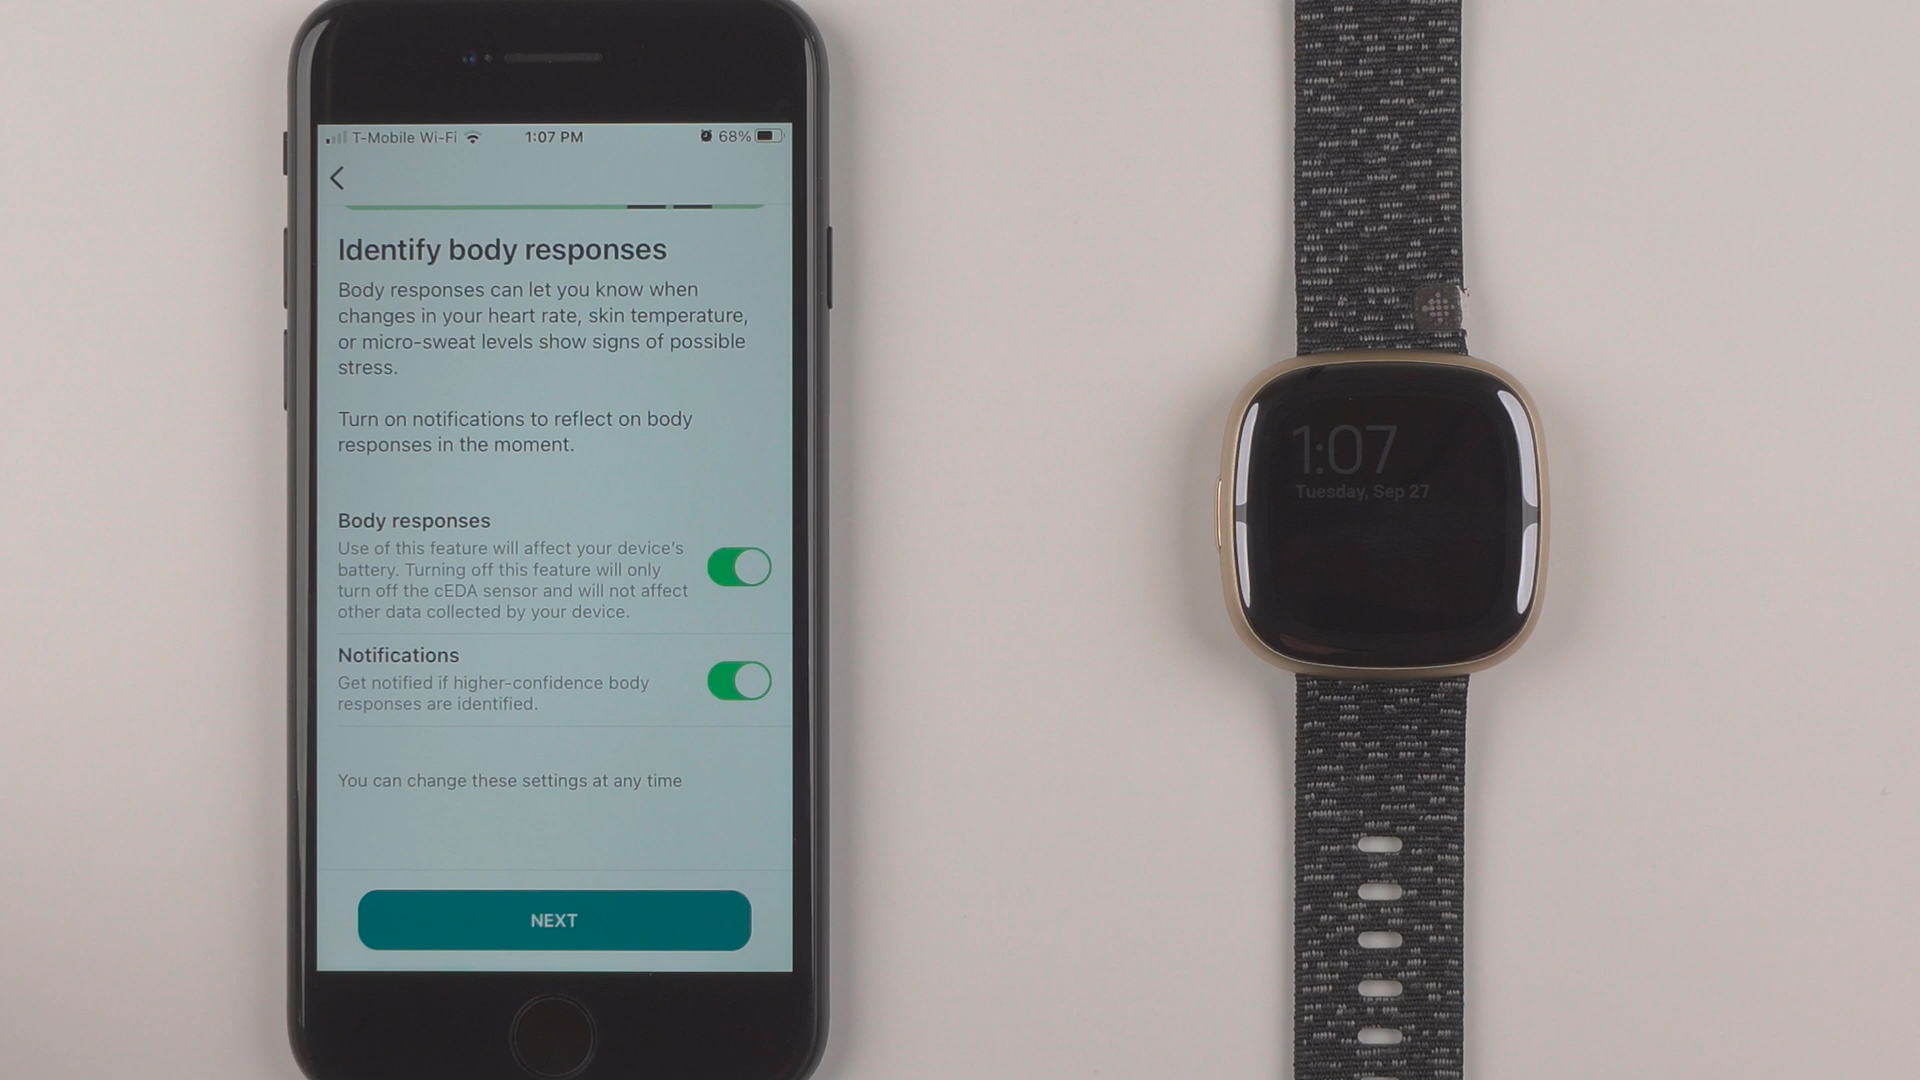 T-Mobile Wi-Fi 1:07 PM 68%
Identify body responses
Body responses can let you know when
changes in your heart rate, skin temperature,
or micro-sweat levels show signs of possible
stress.
Turn on notifications to reflect on body
responses in the moment.
Body responses
Use of this feature will affect your device's
battery. Turning off this feature will only
turn off the cEDA sensor and will not affect
other data collected by your device.
Notifications
Get notified if higher-confidence body
responses are identified.
You can change these settings at any time
NEXT
1:07
Tuesday, Sep 27